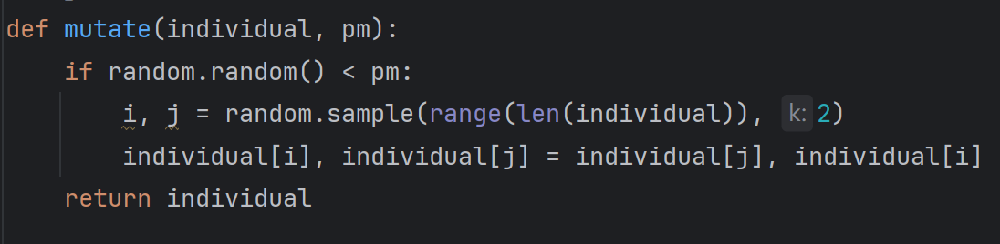 def mutate(individual, pm):
    if random.random() < pm:
        i, j = random.sample(range(len(individual)), k: 2)
        individual[i], individual[j] = individual[j], individual[i]
    return individual